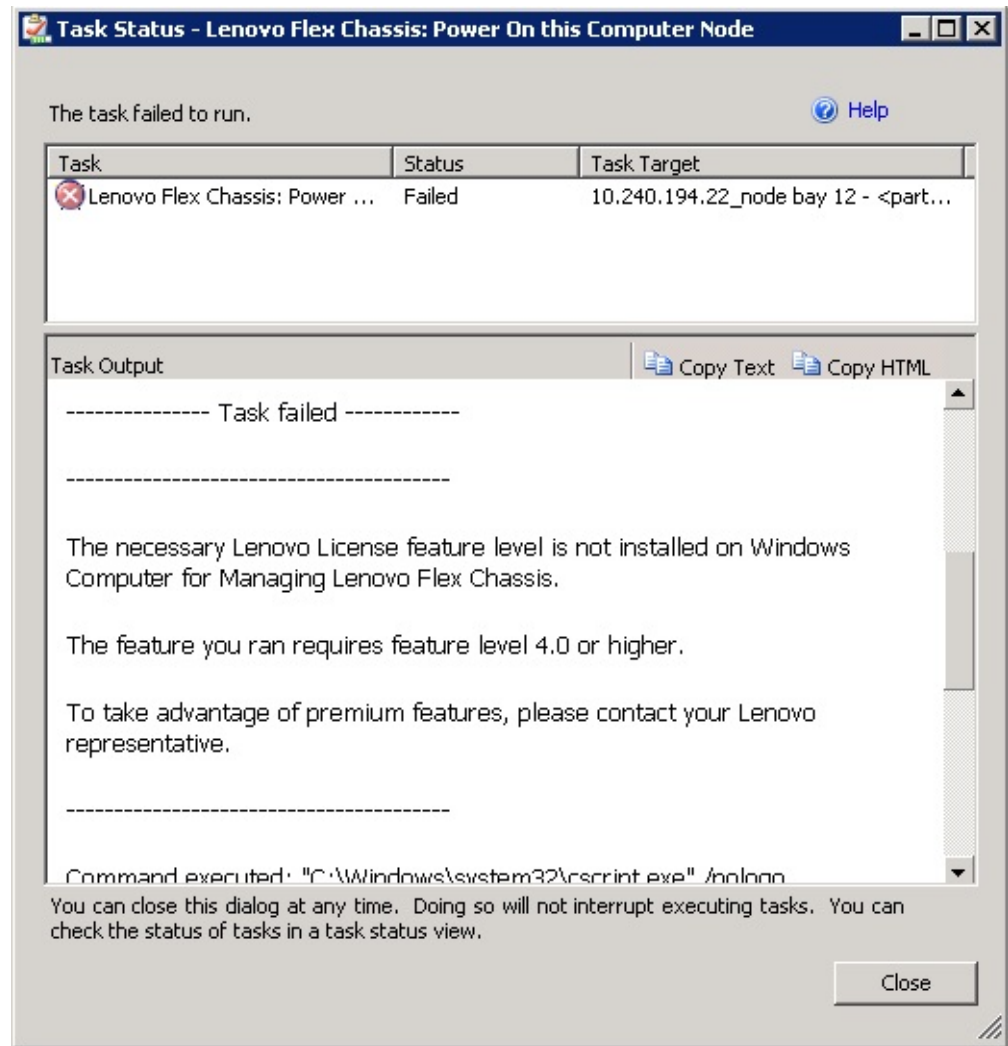 Task Status - Lenovo Flex Chassis: Power On this Computer Node
The task failed to run.
Help
Task Status Task Target
Lenovo Flex Chassis: Power ... Failed 10.240.194.22_node bay 12 - <part...
Task Output Copy Text Copy HTML
--------------- Task failed ------------
----------------------------------------
The necessary Lenovo License feature level is not installed on Windows
Computer for Managing Lenovo Flex Chassis.
The feature you ran requires feature level 4.0 or higher.
To take advantage of premium features, please contact your Lenovo
representative.
----------------------------------------
Command executed: "C:\Windows\system32\cscript.exe" /nologo
You can close this dialog at any time. Doing so will not interrupt executing tasks. You can
check the status of tasks in a task status view.
Close